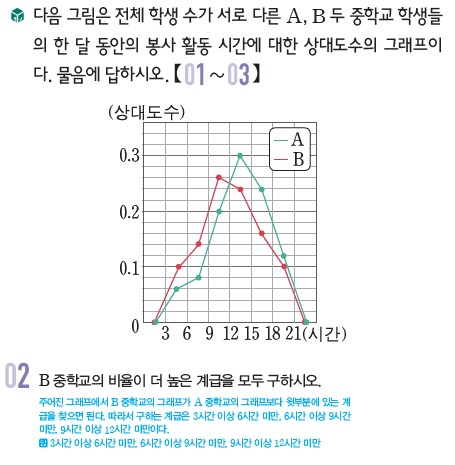 다음 그림은 전체 학생 수가 서로 다른 A, B 두 중학교 학생들
의 한 달 동안의 봉사 활동 시간에 대한 상대도수의 그래프이
다. 물음에 답하시오.【01~03】
(상대도수)
A
B
0.3
0.2
0.1
0
3 6 9 12 15 18 21(시간)
02 B 중학교의 비율이 더 높은 계급을 모두 구하시오.
주어진 그래프에서 B 중학교의 그래프가 A 중학교의 그래프보다 윗부분에 있는 계
급을 찾으면 된다. 따라서 구하는 계급은 3시간 이상 6시간 미만, 6시간 이상 9시간
미만, 9시간 이상 12시간 미만이다.
답 3시간 이상 6시간 미만, 6시간 이상 9시간 미만, 9시간 이상 12시간 미만